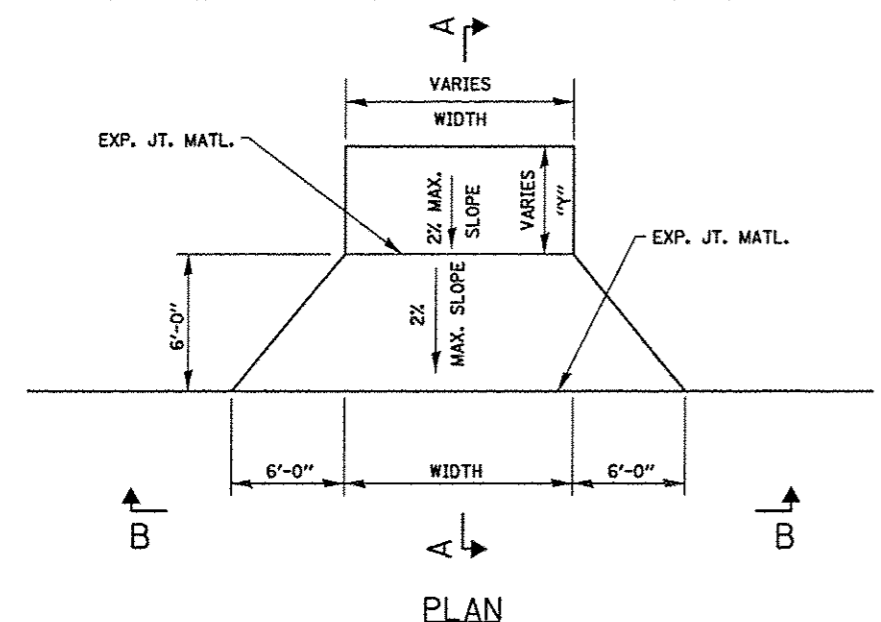 A
VARIES
WIDTH
EXP. JT. MATL.
2% MAX.
SLOPE
VARIES
"Y"
EXP. JT. MATL.
6'-0"
2%
MAX. SLOPE
6'-0"
WIDTH
6'-0"
B
A
B
PLAN